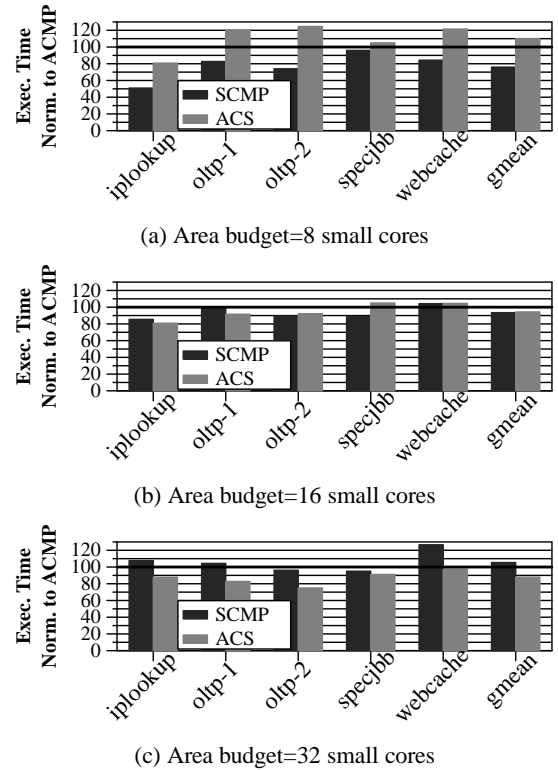 Exec. Time
Norm. to ACMP
120
100
80
60
40
20
0
SCMP
ACS
iplookup
oltp-1
oltp-2
specjbb
webcache
gmean
(a) Area budget=8 small cores
Exec. Time
Norm. to ACMP
120
100
80
60
40
20
0
SCMP
ACS
iplookup
oltp-1
oltp-2
specjbb
webcache
gmean
(b) Area budget=16 small cores
Exec. Time
Norm. to ACMP
120
100
80
60
40
20
0
SCMP
ACS
iplookup
oltp-1
oltp-2
specjbb
webcache
gmean
(c) Area budget=32 small cores